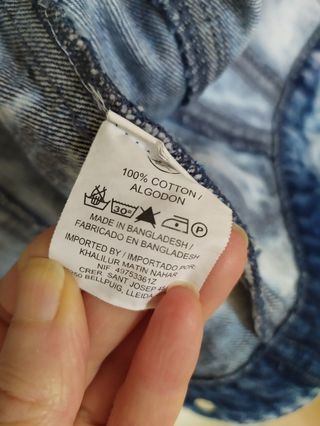 100% COTTON /
ALGODON
30°
P
MADE IN BANGLADESH /
FABRICADO EN BANGLADESH
IMPORTED BY / IMPORTADO POR:
KHALILUR MATIN NAHAR
NIF
CRER SANT JOSEP
BELLPUIG, LLEIDA